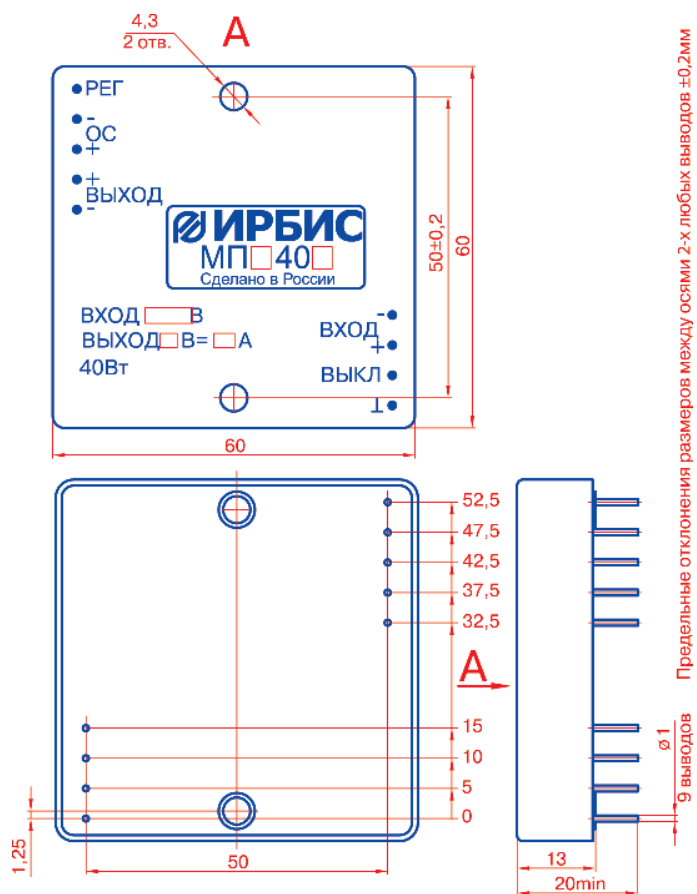 4,3
2 отв.
А
РЕГ
-
ОС
+
+
ВЫХОД
-
ИРБИС
МП□40□
Сделано в России
ВХОД □ В
ВЫХОД □ В= □ А
40Вт
-
ВХОД
+
ВЫКЛ
⊥
50±0,2
60
60
Предельные отклонения размеров между осями 2-х любых выводов ±0,2мм
52,5
47,5
42,5
37,5
32,5
А
15
10
5
0
1,25
50
13
20min
ø1
9 выводов